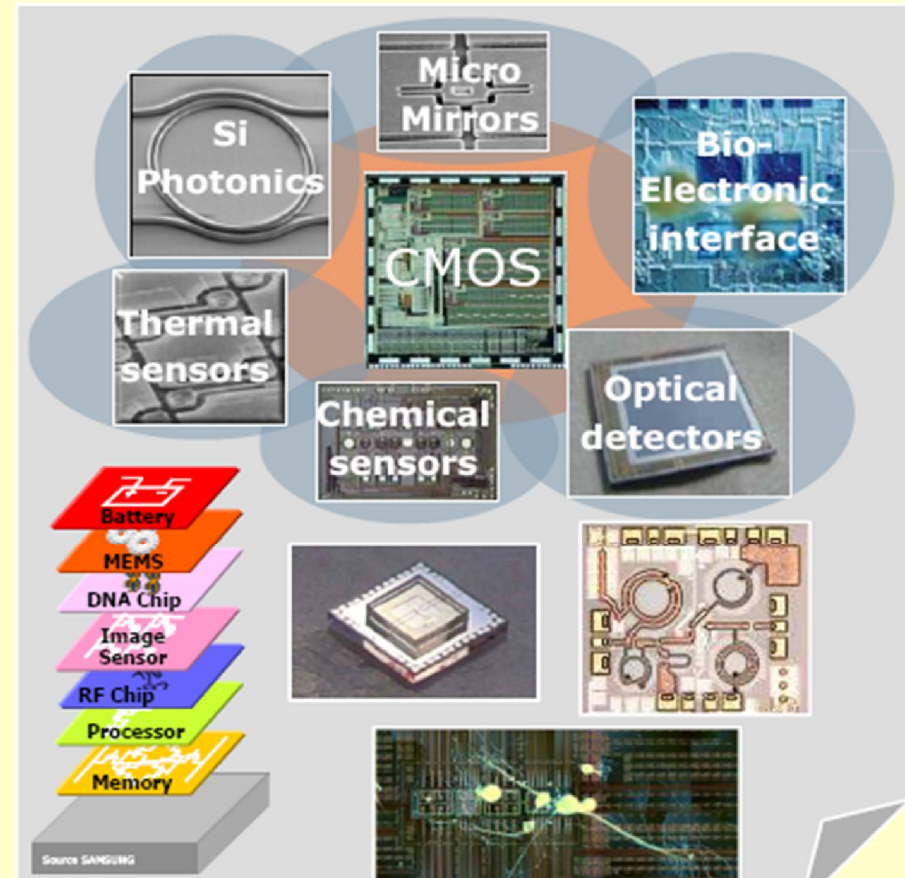 Micro
Mirrors
Si
Photonics
Bio-
Electronic
interface
CMOS
Thermal
sensors
Chemical
sensors
Optical
detectors
Battery
MEMS
DNA Chip
Image
Sensor
RF Chip
Processor
Memory
Source SAMSUNG